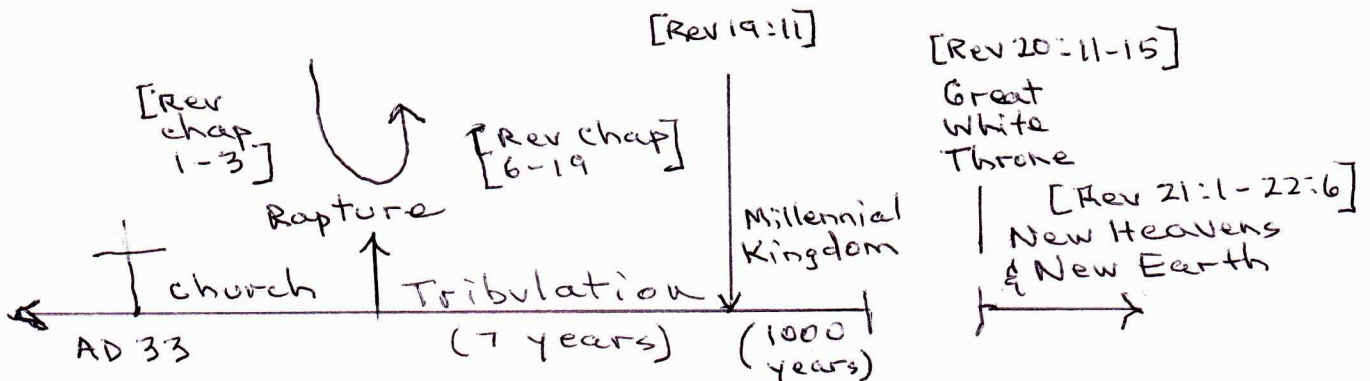 [Rev 19:11]
[Rev 20:11-15]
Great
White
Throne
[Rev
chap
1-3]
[Rev chap
6-19]
Rapture
[Rev 21:1-22:6]
New Heavens
& New Earth
Millennial
Kingdom
church
Tribulation
AD 33
(7 years)
(1000
years)